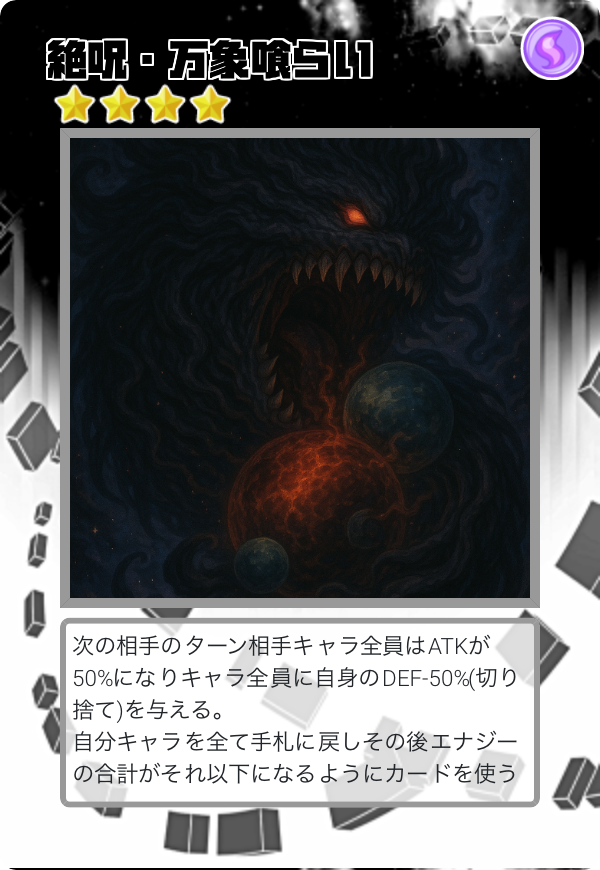 絶呪・万象喰らい
次の相手のターン相手キャラ全員はATKが
50%になりキャラ全員に自身のDEF-50%(切り
捨て)を与える。
自分キャラを全て手札に戻しその後エナジー
の合計がそれ以下になるようにカードを使う